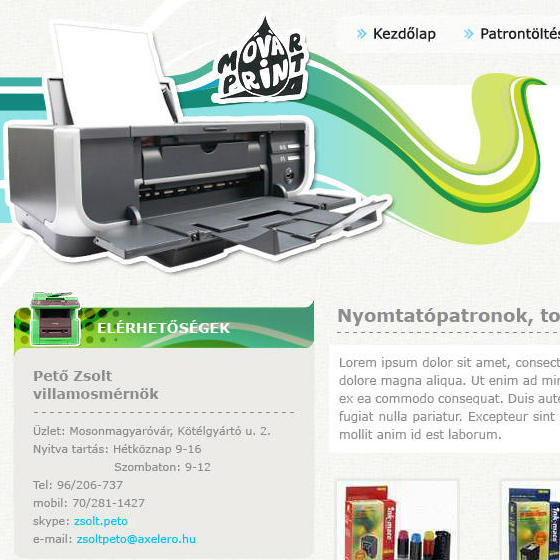 MOVAR
PRINT
Kezdőlap
Patrontöltés
ELÉRHETŐSÉGEK
Pető Zsolt
villamosmérnök
Üzlet: Mosonmagyaróvár, Kötélgyártó u. 2.
Nyitva tartás: Hétköznap 9-16
Szombaton: 9-12
Tel: 96/206-737
mobil: 70/281-1427
skype: zsolt.peto
e-mail: zsoltpeto@axelero.hu
Nyomtatópatronok, to
Lorem ipsum dolor sit amet, consect
dolore magna aliqua. Ut enim ad min
ex ea commodo consequat. Duis aute
fugiat nulla pariatur. Excepteur sint
mollit anim id est laborum.
ink-mate